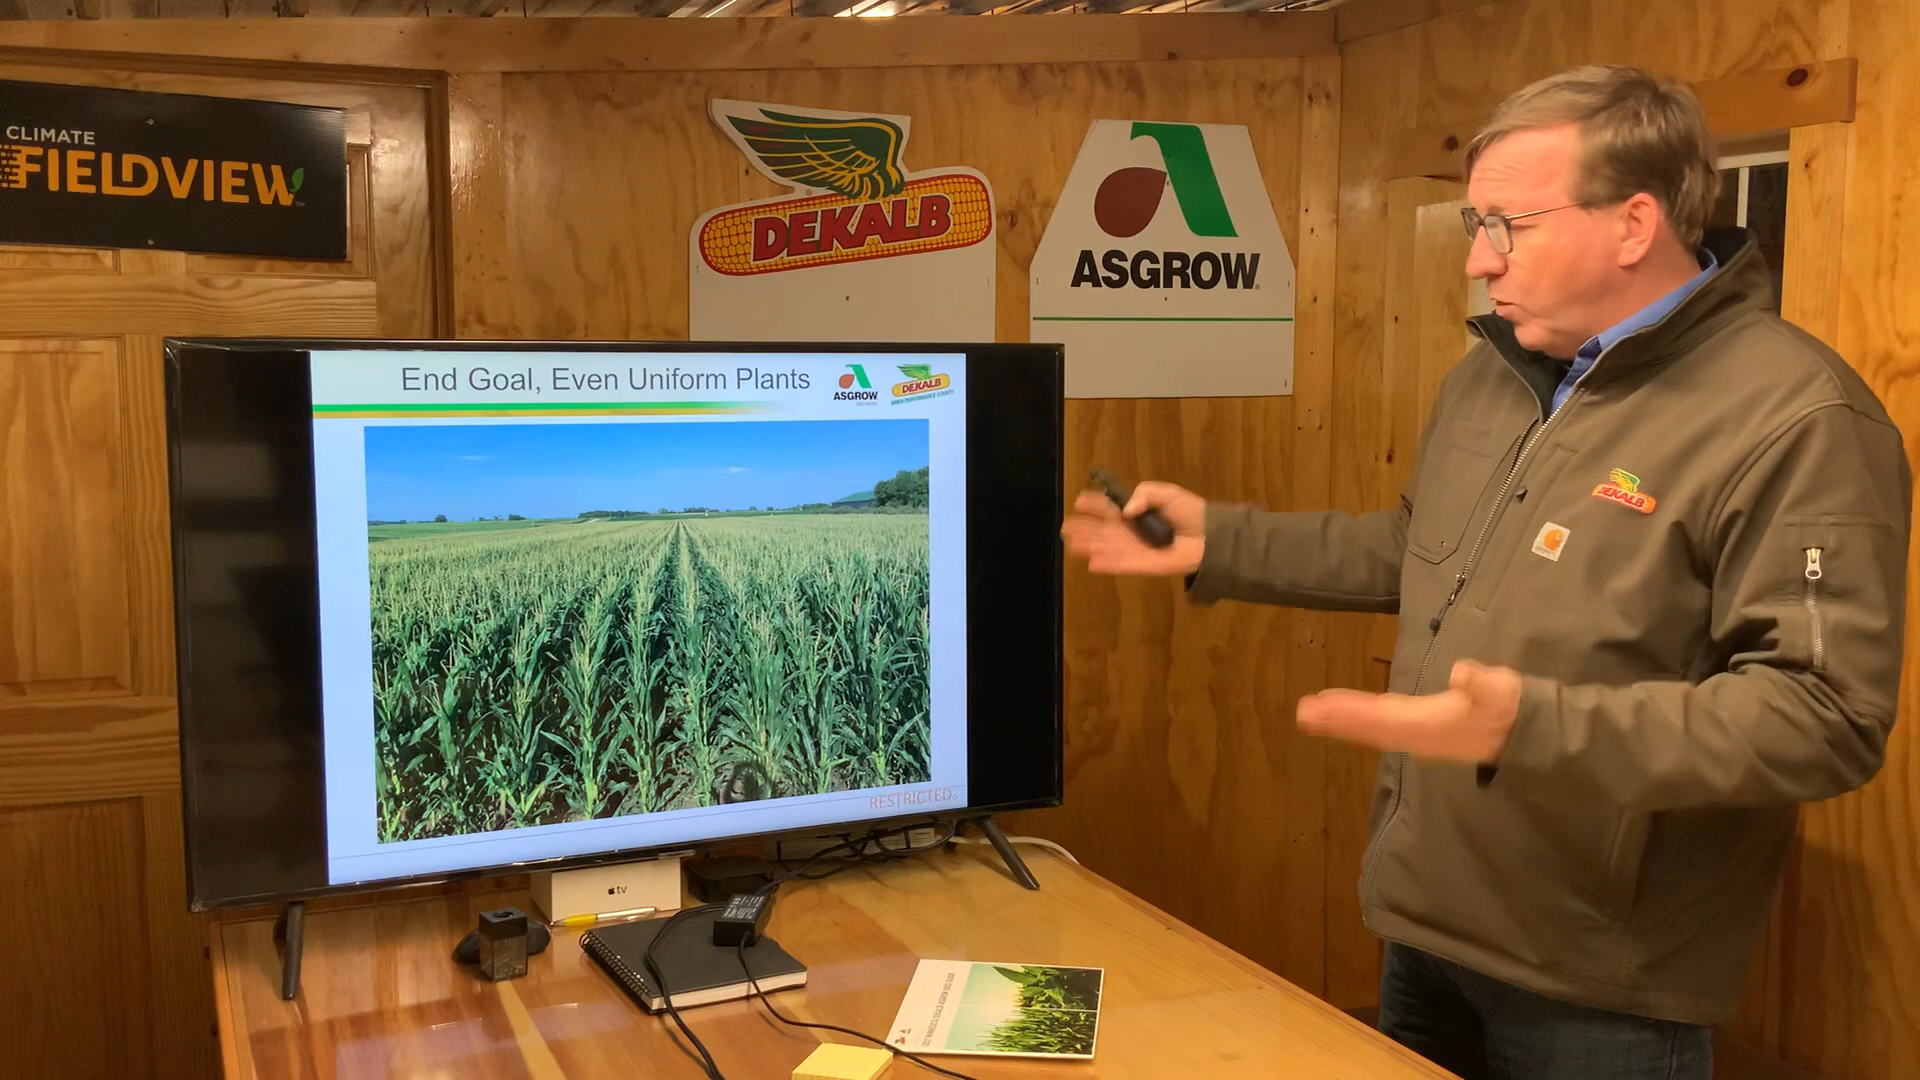 CLIMATE
FIELDVIEW
DEKALB
ASGROW
End Goal, Even Uniform Plants
ASGROW
DEKALB
RESTRICTED
DEKALB
tv